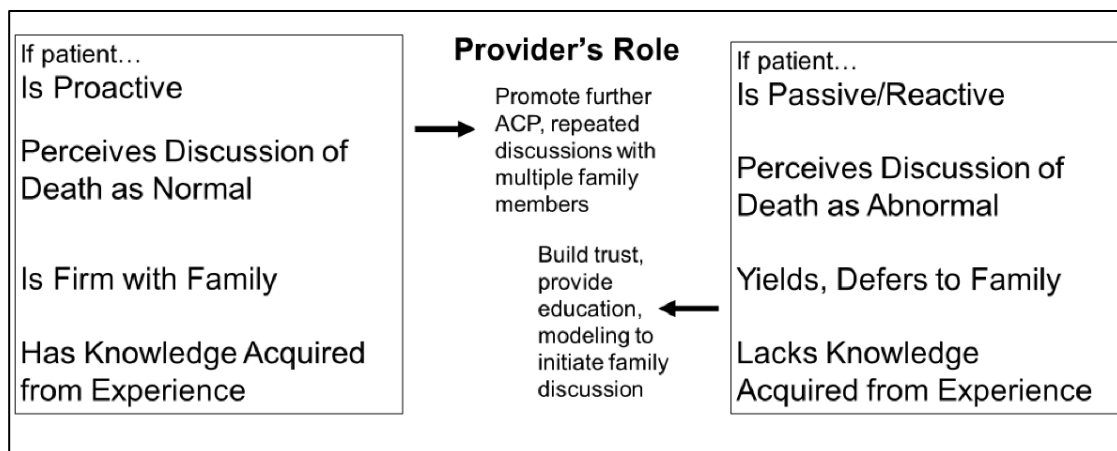 If patient…
Is Proactive
Perceives Discussion of
Death as Normal
Is Firm with Family
Has Knowledge Acquired
from Experience
Provider's Role
Promote further
ACP, repeated
discussions with
multiple family
members
Build trust,
provide
education,
modeling to
initiate family
discussion
If patient…
Is Passive/Reactive
Perceives Discussion of
Death as Abnormal
Yields, Defers to Family
Lacks Knowledge
Acquired from Experience